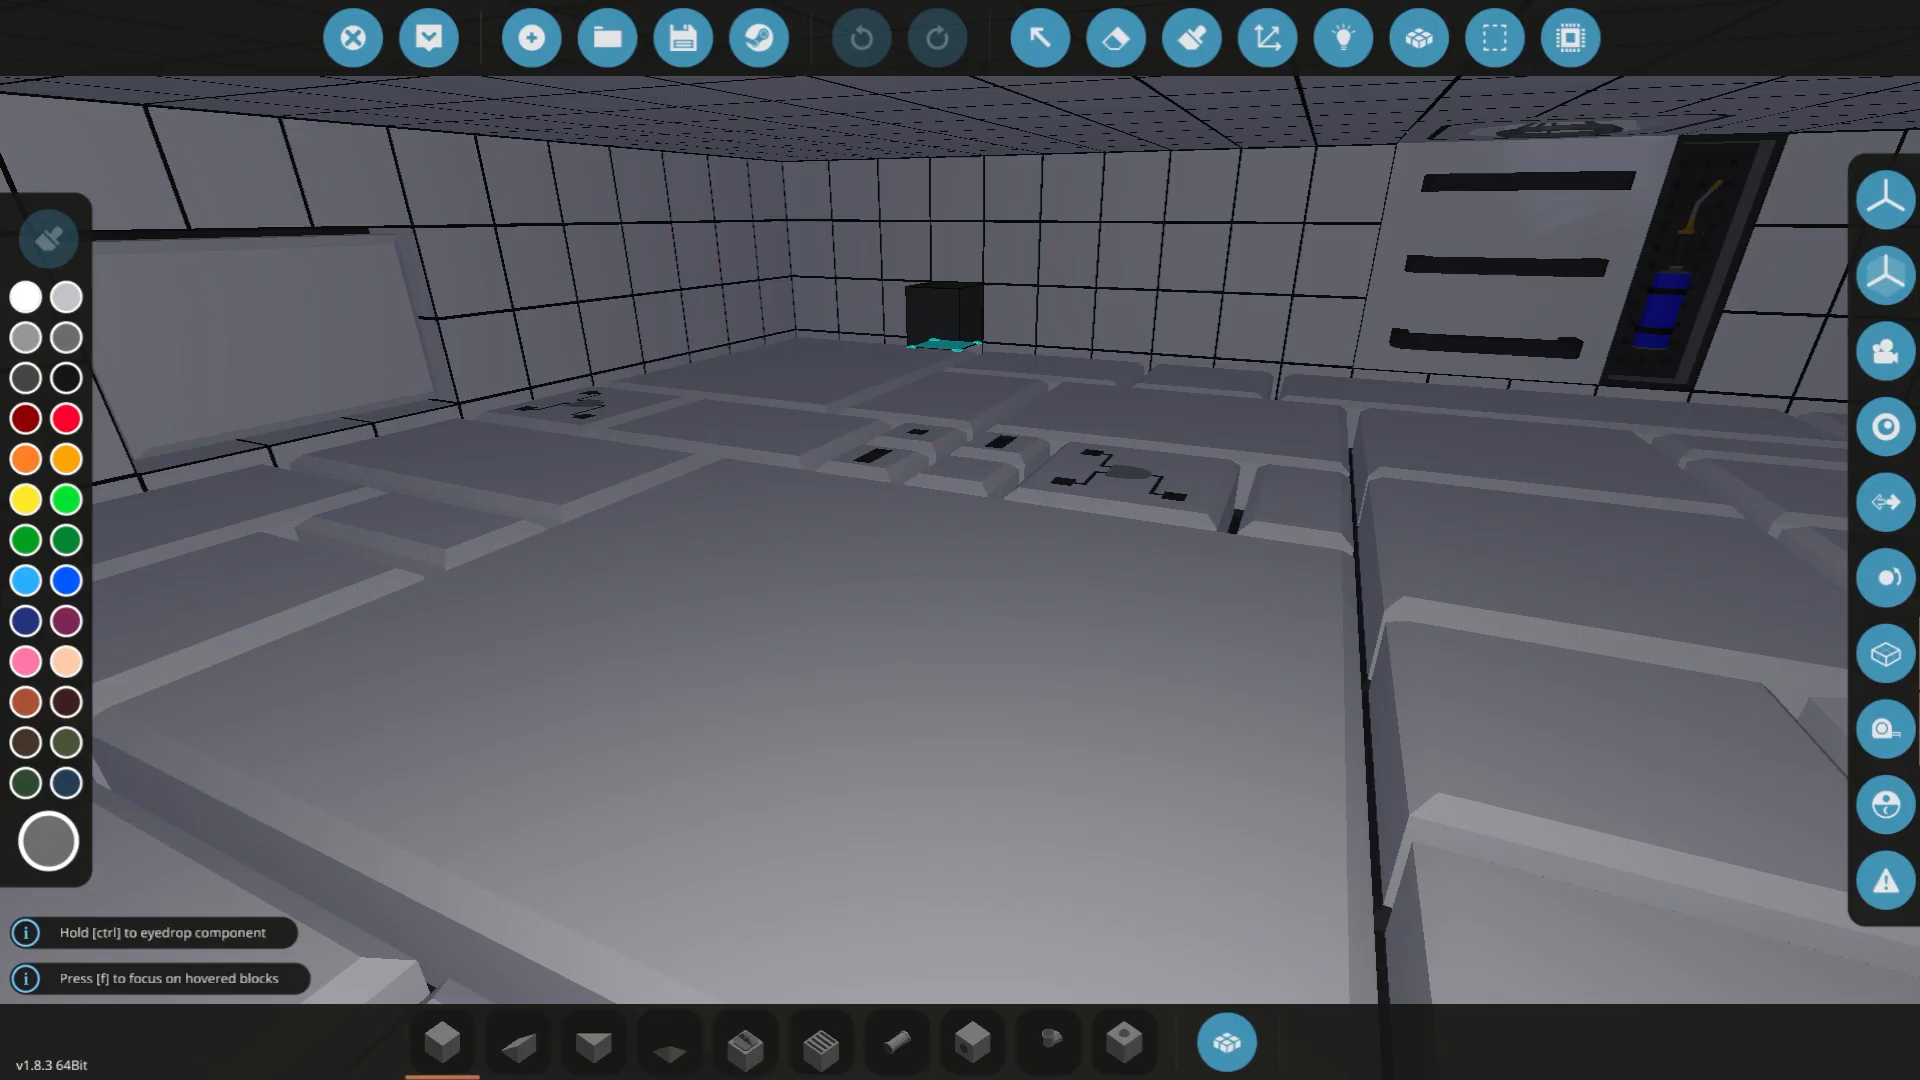 Hold [ctrl] to eyedrop component
Press [f] to focus on hovered blocks
v1.8.3 64Bit